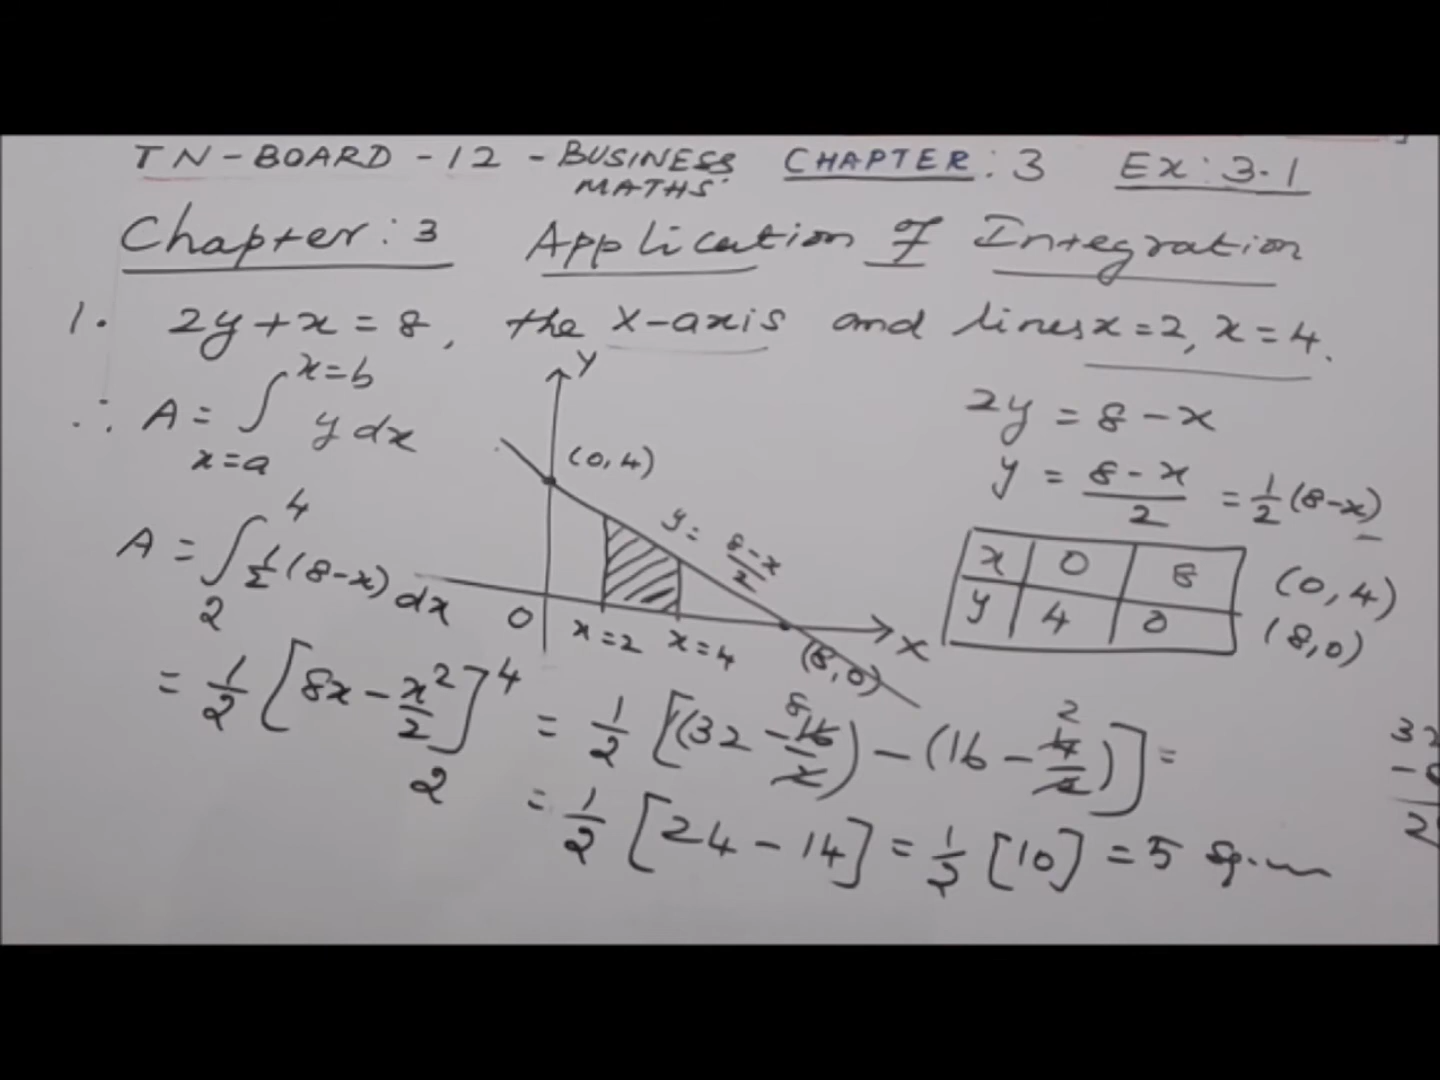 TN-BOARD-12-BUSINESS MATHS CHAPTER: 3 Ex: 3.1
Chapter: 3 Application of Integration
1. 2y+x=8, the X-axis and lines x=2, x=4.
∴ A = ∫_{x=a}^{x=b} y dx
2y = 8-x
y = (8-x)/2 = 1/2 (8-x)
Y
(0,4)
y = (8-x)/2
0
x=2 x=4
(8,0)
X
x 0 8
y 4 0
(0,4)
(8,0)
A = ∫_2^4 1/2 (8-x) dx
= 1/2 [8x - x²/2]_2^4 = 1/2 [(32 - 16/2 8) - (16 - 4/2 2)] =
= 1/2 [24-14] = 1/2 [10] = 5 sq.